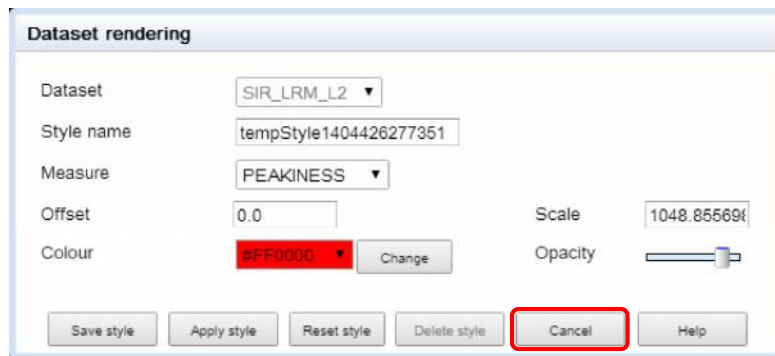 Dataset rendering
Dataset SIR_LRM_L2
Style name tempStyle1404426277351
Measure PEAKINESS
Offset 0.0 Scale 1048.855698
Colour #FF0000 Change Opacity
Save style Apply style Reset style Delete style Cancel Help